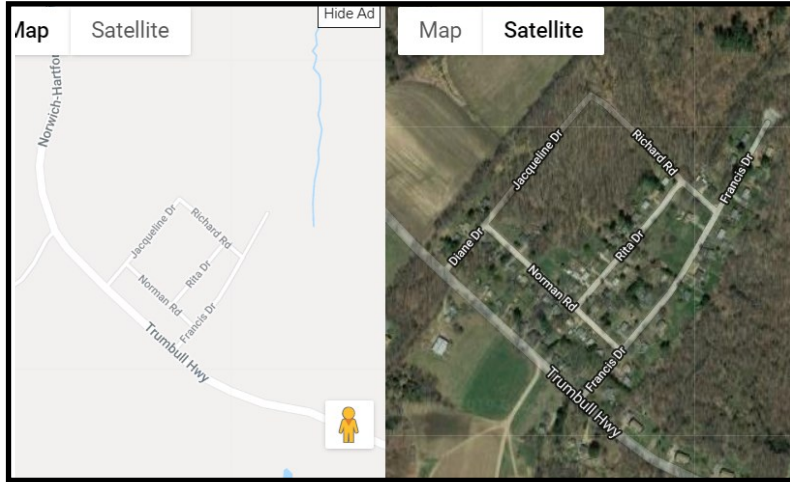 Hide Ad
Map Satellite
Norwich-Hartfor
Jacqueline Dr
Richard Rd
Rita Dr
Norman Rd
Francis Dr
Trumbull Hwy
Map Satellite
Jacqueline Dr
Richard Rd
Francis Dr
Diane Dr
Rita Dr
Norman Rd
Francis Dr
Trumbull Hwy